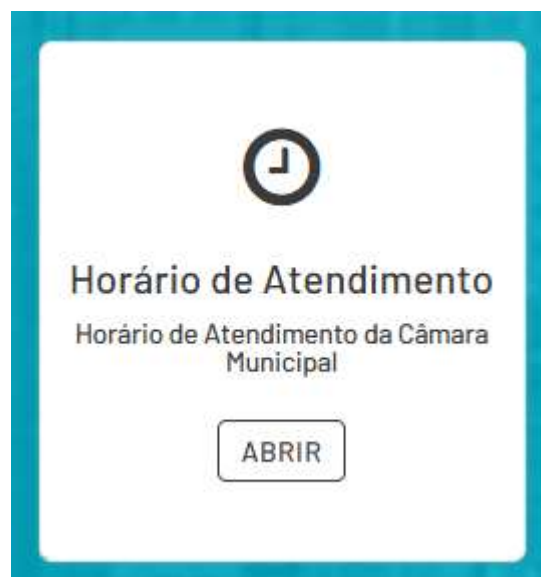 Horário de Atendimento
Horário de Atendimento da Câmara
Municipal
ABRIR